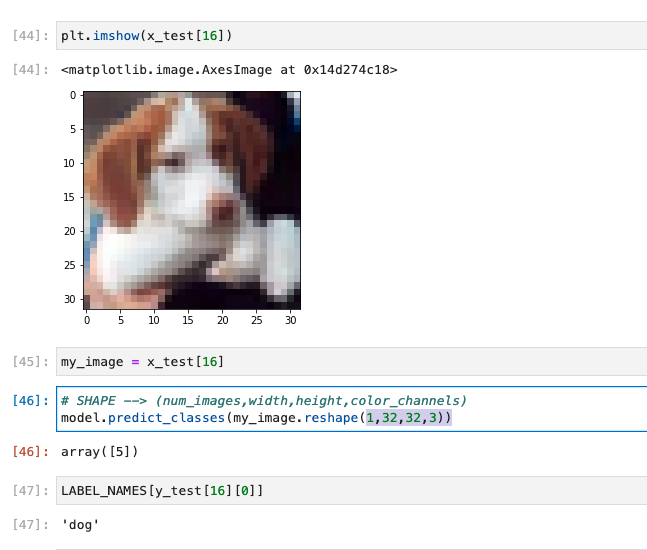 [44]: plt.imshow(x_test[16])
[44]: <matplotlib.image.AxesImage at 0x14d274c18>
0
5
10
15
20
25
30
0 5 10 15 20 25 30
[45]: my_image = x_test[16]
[46]: # SHAPE --> (num_images,width,height,color_channels)
model.predict_classes(my_image.reshape(1,32,32,3))
[46]: array([5])
[47]: LABEL_NAMES[y_test[16][0]]
[47]: 'dog'